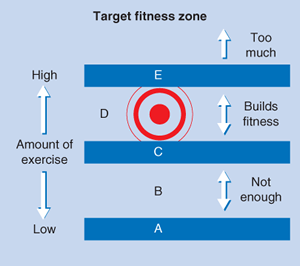 Target fitness zone
Too
much
High
E
D
Builds
fitness
Amount of
exercise
C
Not
enough
B
Low
A